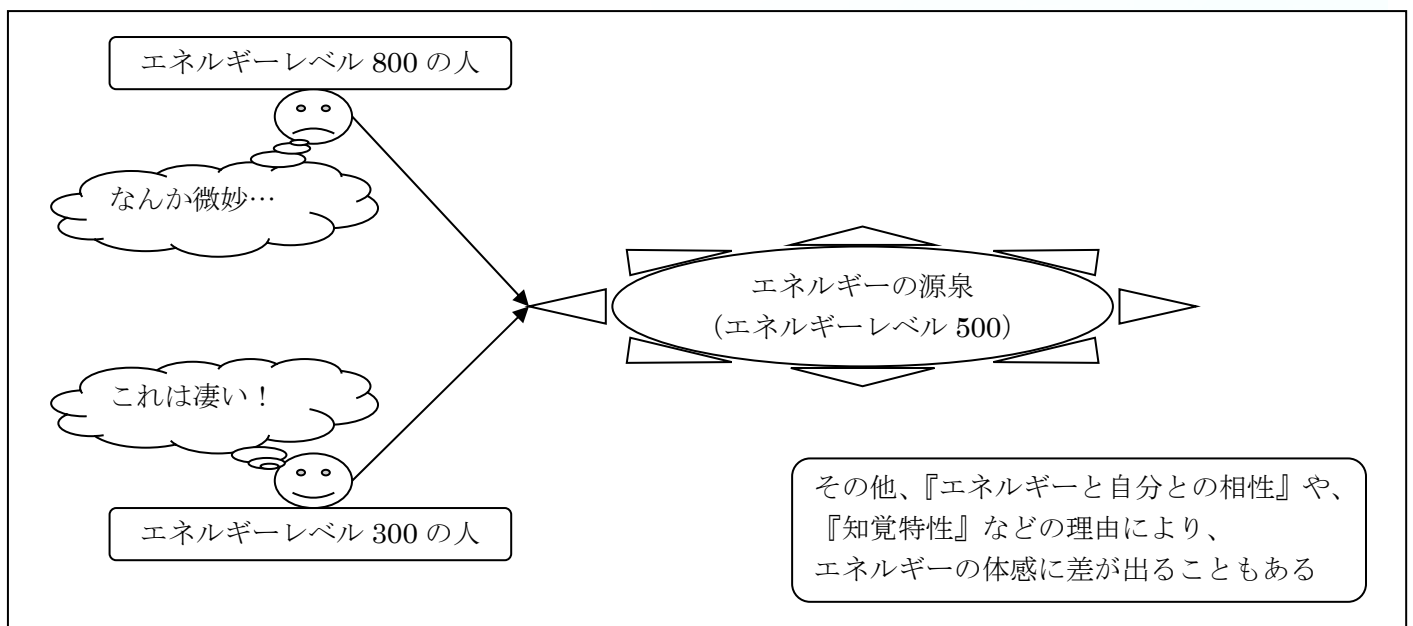 エネルギーレベル 800 の人
なんか微妙…
エネルギーの源泉
（エネルギーレベル 500）
これは凄い！
エネルギーレベル 300 の人
その他、『エネルギーと自分との相性』や、
『知覚特性』などの理由により、
エネルギーの体感に差が出ることもある